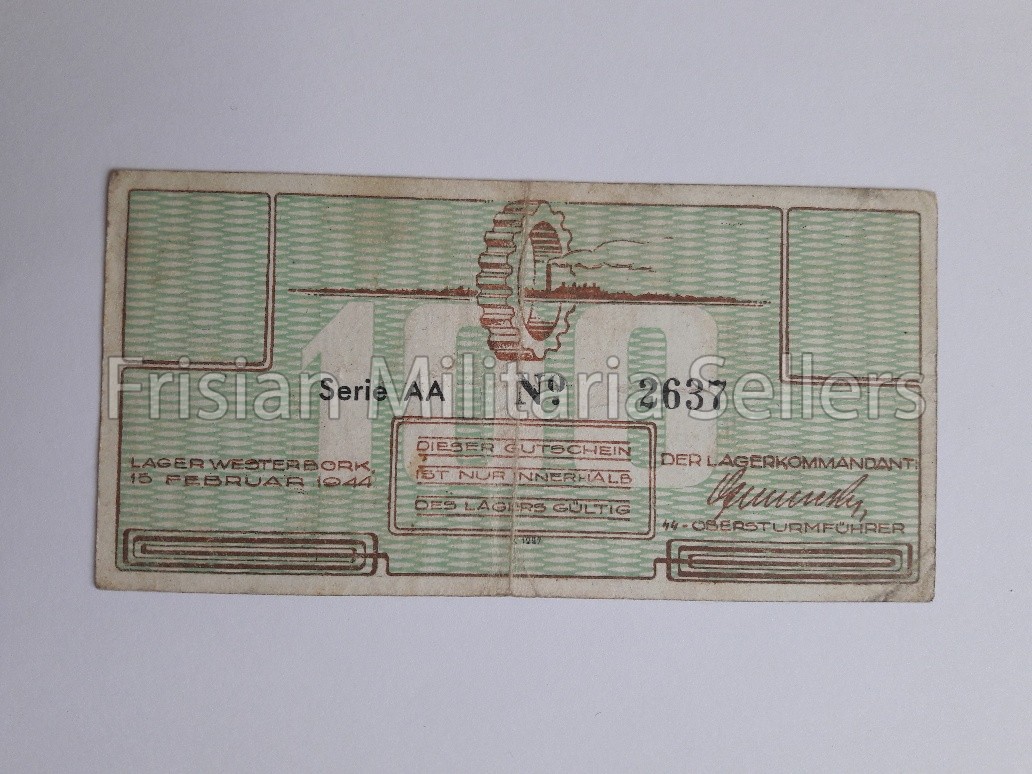 100
Frisian Militaria Sellers
Serie AA No. 2637
DIESER GUTSCHEIN
IST NUR INNERHALB
DES LAGERS GÜLTIG
LAGER WESTERBORK,
15 FEBRUAR 1944
DER LAGERKOMMANDANT:
SS-OBERSTURMFÜHRER